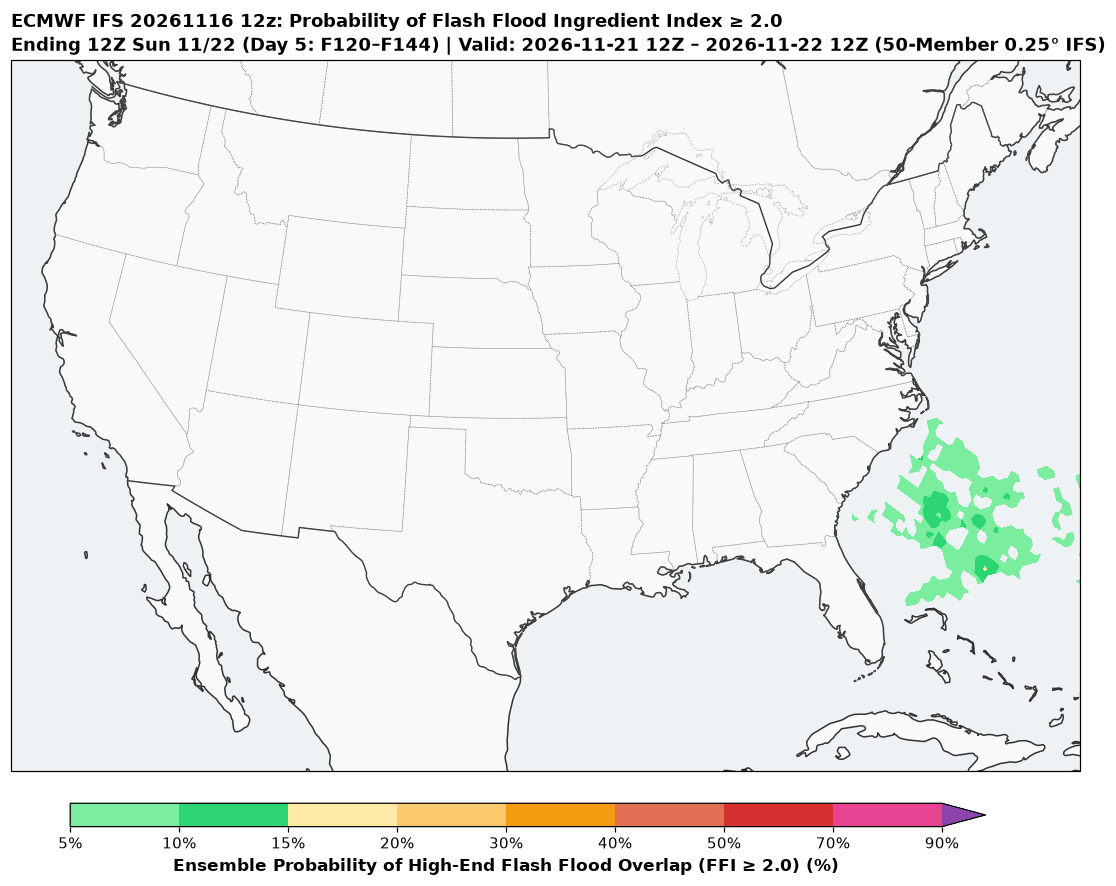 ECMWF IFS 20261116 12z: Probability of Flash Flood Ingredient Index ≥ 2.0
Ending 12Z Sun 11/22 (Day 5: F120–F144) | Valid: 2026-11-21 12Z – 2026-11-22 12Z (50-Member 0.25° IFS)
5% 10% 15% 20% 30% 40% 50% 70% 90%
Ensemble Probability of High-End Flash Flood Overlap (FFI ≥ 2.0) (%)